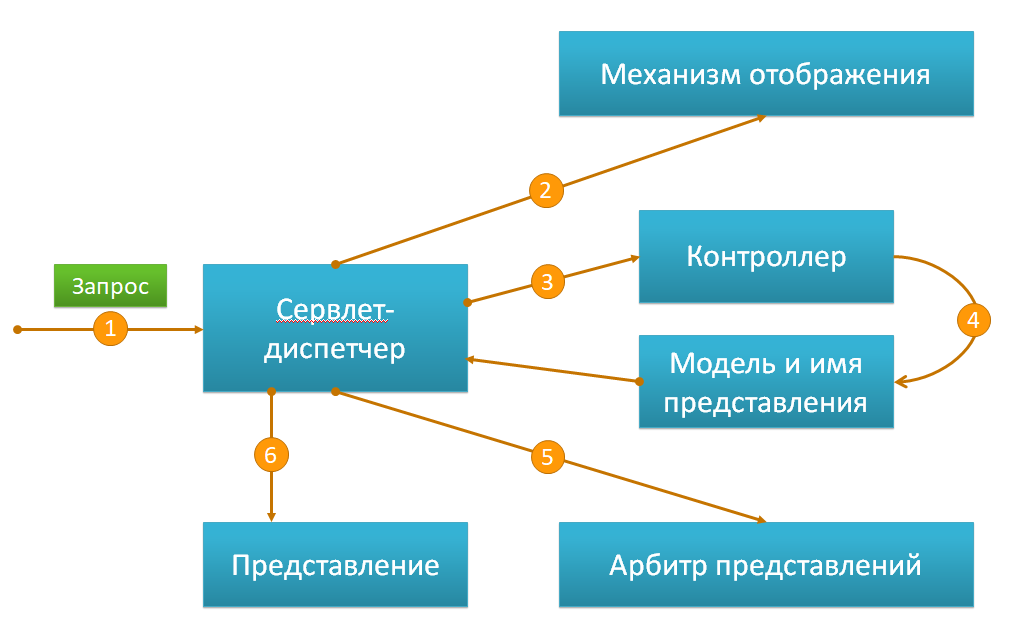 Механизм отображения
2
Контроллер
Запрос
3
1
Сервлет-
диспетчер
4
Модель и имя
представления
6
5
Представление
Арбитр представлений